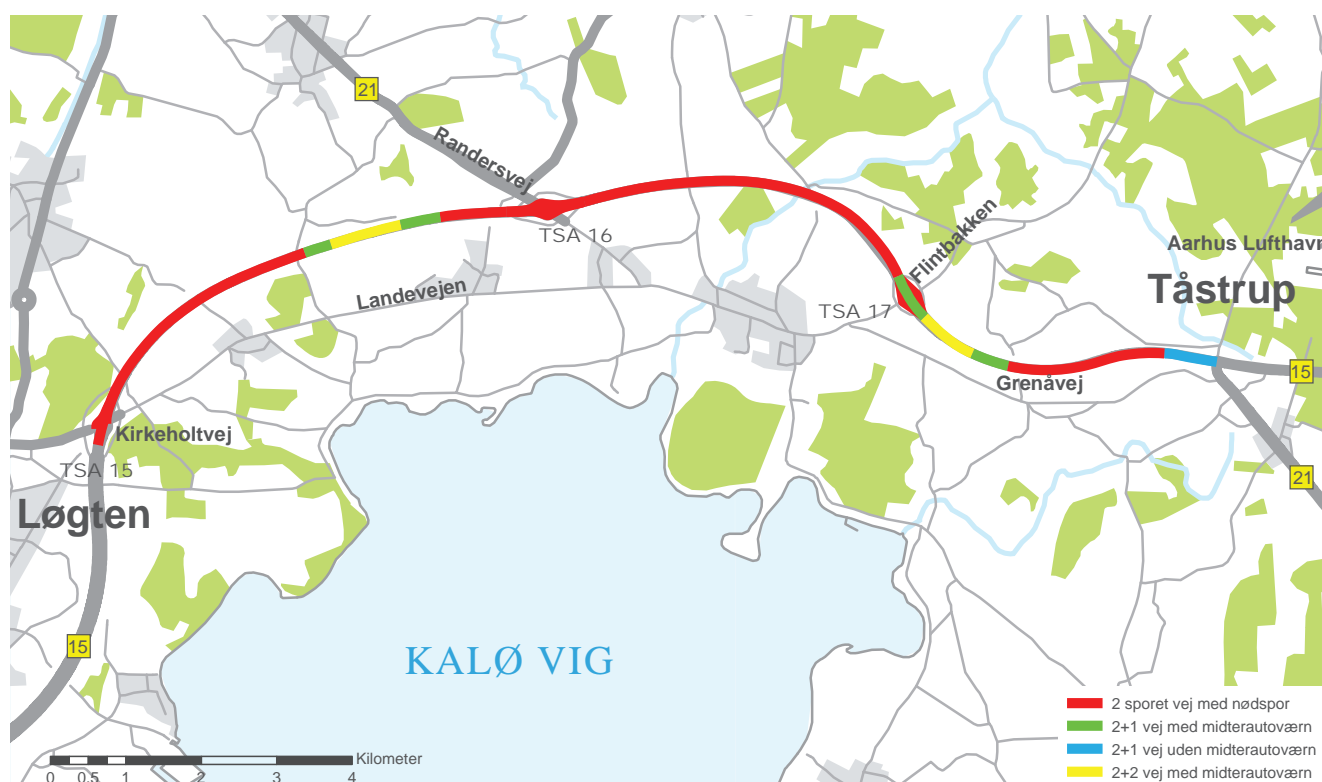 21
Randersvej
TSA 16
Flintbakken
Aarhus Lufthavn
Tåstrup
Landevejen
TSA 17
15
Grenåvej
Kirkeholtvej
TSA 15
21
Løgten
15
KALØ VIG
2 sporet vej med nødspor
2+1 vej med midterautoværn
2+1 vej uden midterautoværn
2+2 vej med midterautoværn
Kilometer
0 0.5 1 2 3 4